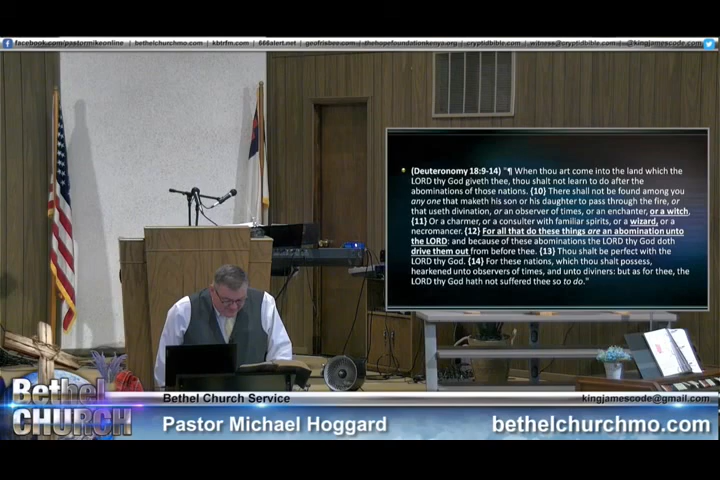 facebook.com/pastormikeonline | bethelchurchmo.com | kbtrfm.com | 666alert.net | geofrisbee.com | thehopefoundationkenya.org | cryptidbible.com | witness@cryptidbible.com | @kingjamescode
(Deuteronomy 18:9-14) "¶ When thou art come into the land which the
LORD thy God giveth thee, thou shalt not learn to do after the
abominations of those nations. {10} There shall not be found among you
any one that maketh his son or his daughter to pass through the fire, or
that useth divination, or an observer of times, or an enchanter, or a witch,
{11} Or a charmer, or a consulter with familiar spirits, or a wizard, or a
necromancer. {12} For all that do these things are an abomination unto
the LORD: and because of these abominations the LORD thy God doth
drive them out from before thee. {13} Thou shalt be perfect with the
LORD thy God. {14} For these nations, which thou shalt possess,
hearkened unto observers of times, and unto diviners: but as for thee, the
LORD thy God hath not suffered thee so to do."
Bethel
CHURCH
Bethel Church Service
kingjamescode@gmail.com
Pastor Michael Hoggard
bethelchurchmo.com